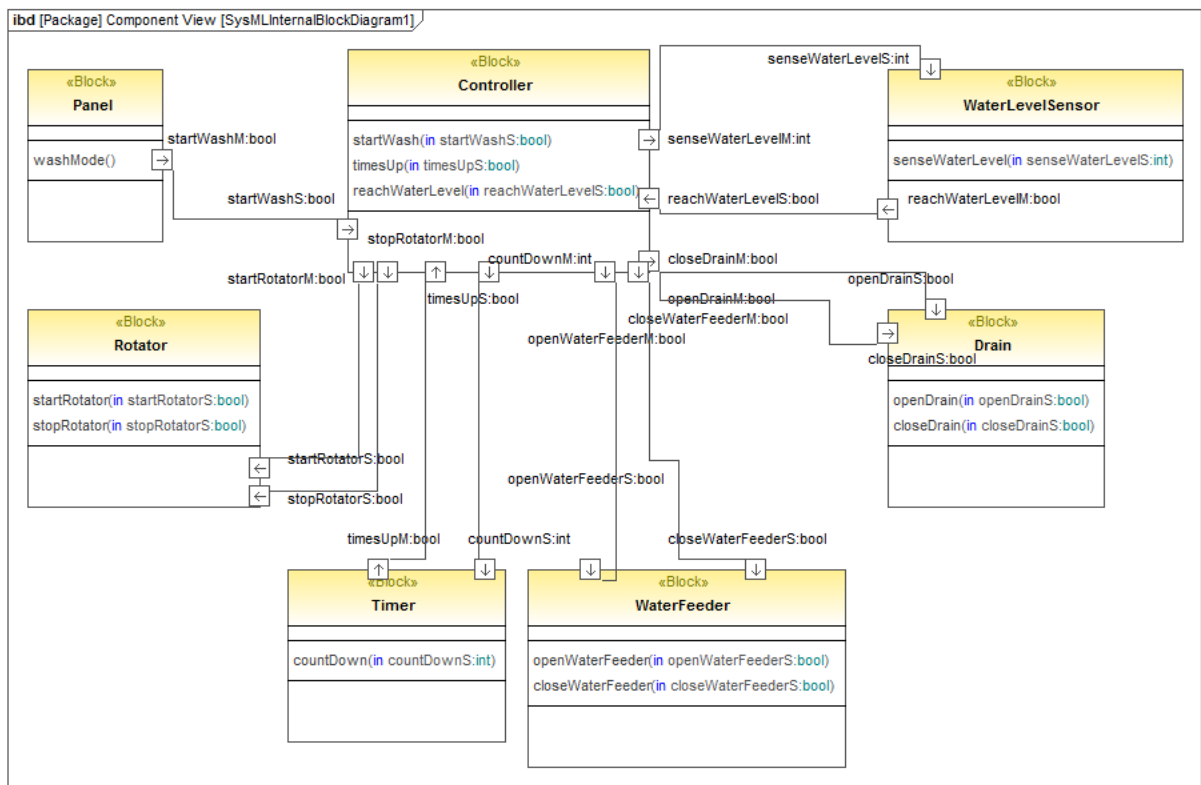 ibd [Package] Component View [SysMLInternalBlockDiagram1]
«Block»
Panel
washMode()
startWashM:bool
startWashS:bool
«Block»
Controller
startWash(in startWashS:bool)
timesUp(in timesUpS:bool)
reachWaterLevel(in reachWaterLevelS:bool)
senseWaterLevelS:int
senseWaterLevelM:int
reachWaterLevelS:bool
reachWaterLevelM:bool
«Block»
WaterLevelSensor
senseWaterLevel(in senseWaterLevelS:int)
stopRotatorM:bool
startRotatorM:bool
countDownM:int
timesUpS:bool
closeDrainM:bool
openDrainM:bool
closeWaterFeederM:bool
openWaterFeederM:bool
openDrainS:bool
closeDrainS:bool
«Block»
Rotator
startRotator(in startRotatorS:bool)
stopRotator(in stopRotatorS:bool)
startRotatorS:bool
stopRotatorS:bool
«Block»
Drain
openDrain(in openDrainS:bool)
closeDrain(in closeDrainS:bool)
openWaterFeederS:bool
timesUpM:bool
countDownS:int
closeWaterFeederS:bool
«Block»
Timer
countDown(in countDownS:int)
«Block»
WaterFeeder
openWaterFeeder(in openWaterFeederS:bool)
closeWaterFeeder(in closeWaterFeederS:bool)